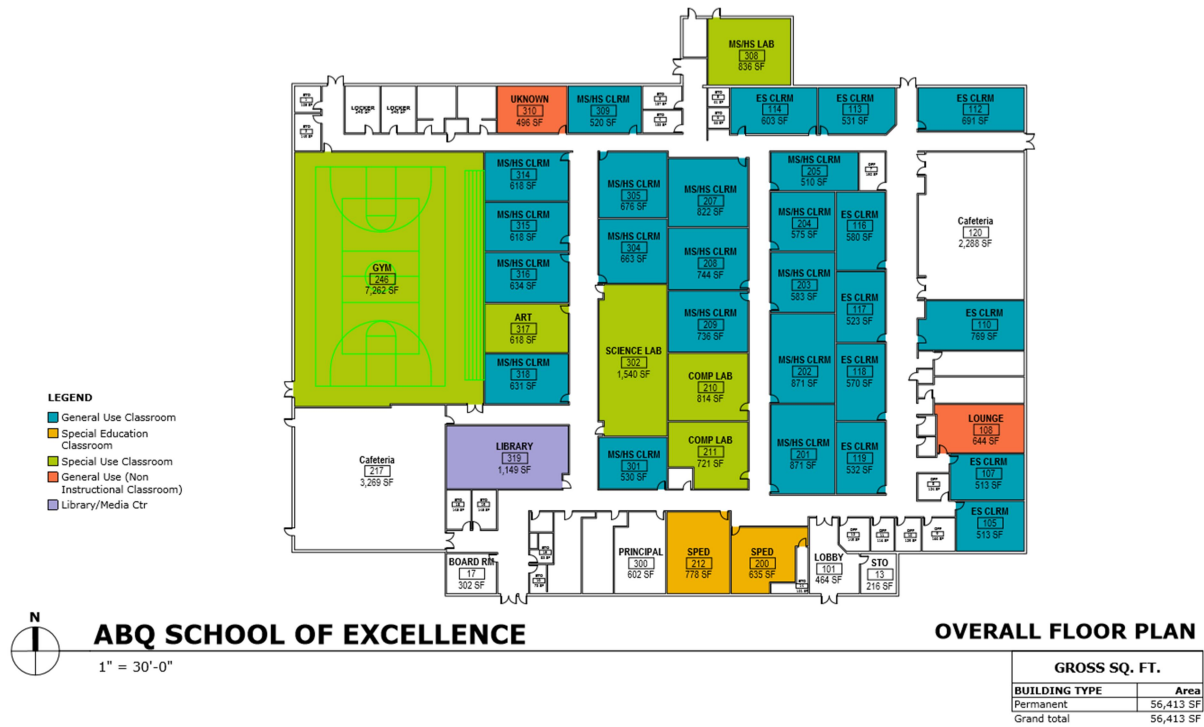 MS/HS LAB
308
836 SF
LOCKER
LOCKER
UKNOWN
310
496 SF
MS/HS CLRM
309
520 SF
ES CLRM
114
603 SF
ES CLRM
113
531 SF
ES CLRM
112
691 SF
MS/HS CLRM
314
618 SF
MS/HS CLRM
305
676 SF
MS/HS CLRM
207
822 SF
MS/HS CLRM
205
510 SF
MS/HS CLRM
315
618 SF
MS/HS CLRM
204
575 SF
ES CLRM
116
580 SF
Cafeteria
120
2,288 SF
MS/HS CLRM
304
663 SF
MS/HS CLRM
208
744 SF
GYM
246
7,262 SF
MS/HS CLRM
316
634 SF
MS/HS CLRM
203
583 SF
ES CLRM
117
523 SF
ART
317
618 SF
MS/HS CLRM
209
736 SF
ES CLRM
110
769 SF
SCIENCE LAB
302
1,540 SF
MS/HS CLRM
318
631 SF
COMP LAB
210
814 SF
MS/HS CLRM
202
871 SF
ES CLRM
118
570 SF
LEGEND
General Use Classroom
Special Education
Classroom
Special Use Classroom
General Use (Non
Instructional Classroom)
Library/Media Ctr
LOUNGE
108
644 SF
Cafeteria
217
3,269 SF
LIBRARY
319
1,149 SF
MS/HS CLRM
301
530 SF
COMP LAB
211
721 SF
MS/HS CLRM
201
871 SF
ES CLRM
119
532 SF
ES CLRM
107
513 SF
ES CLRM
105
513 SF
BOARD RM
17
302 SF
PRINCIPAL
300
602 SF
SPED
212
778 SF
SPED
200
635 SF
LOBBY
101
464 SF
STO
13
216 SF
N
ABQ SCHOOL OF EXCELLENCE
1" = 30'-0"
OVERALL FLOOR PLAN
GROSS SQ. FT.
BUILDING TYPE Area
Permanent 56,413 SF
Grand total 56,413 SF